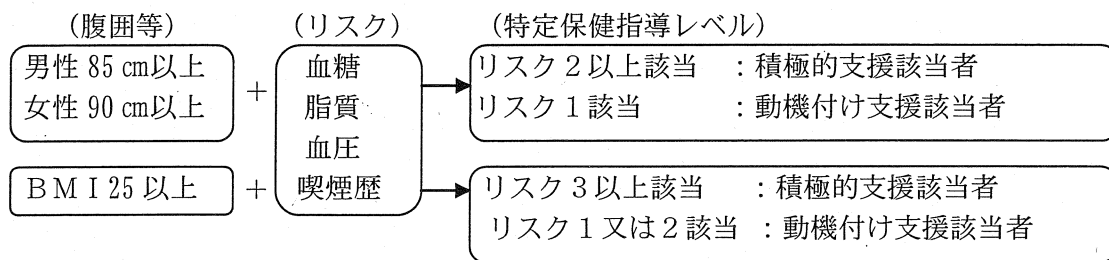 （腹囲等） （リスク） （特定保健指導レベル）
男性 85 ㎝以上 ＋ 血糖 リスク２以上該当 ：積極的支援該当者
女性 90 ㎝以上 脂質 リスク１該当 ：動機付け支援該当者
血圧
ＢＭＩ25 以上 ＋ 喫煙歴 リスク３以上該当 ：積極的支援該当者
リスク１又は２該当 ：動機付け支援該当者